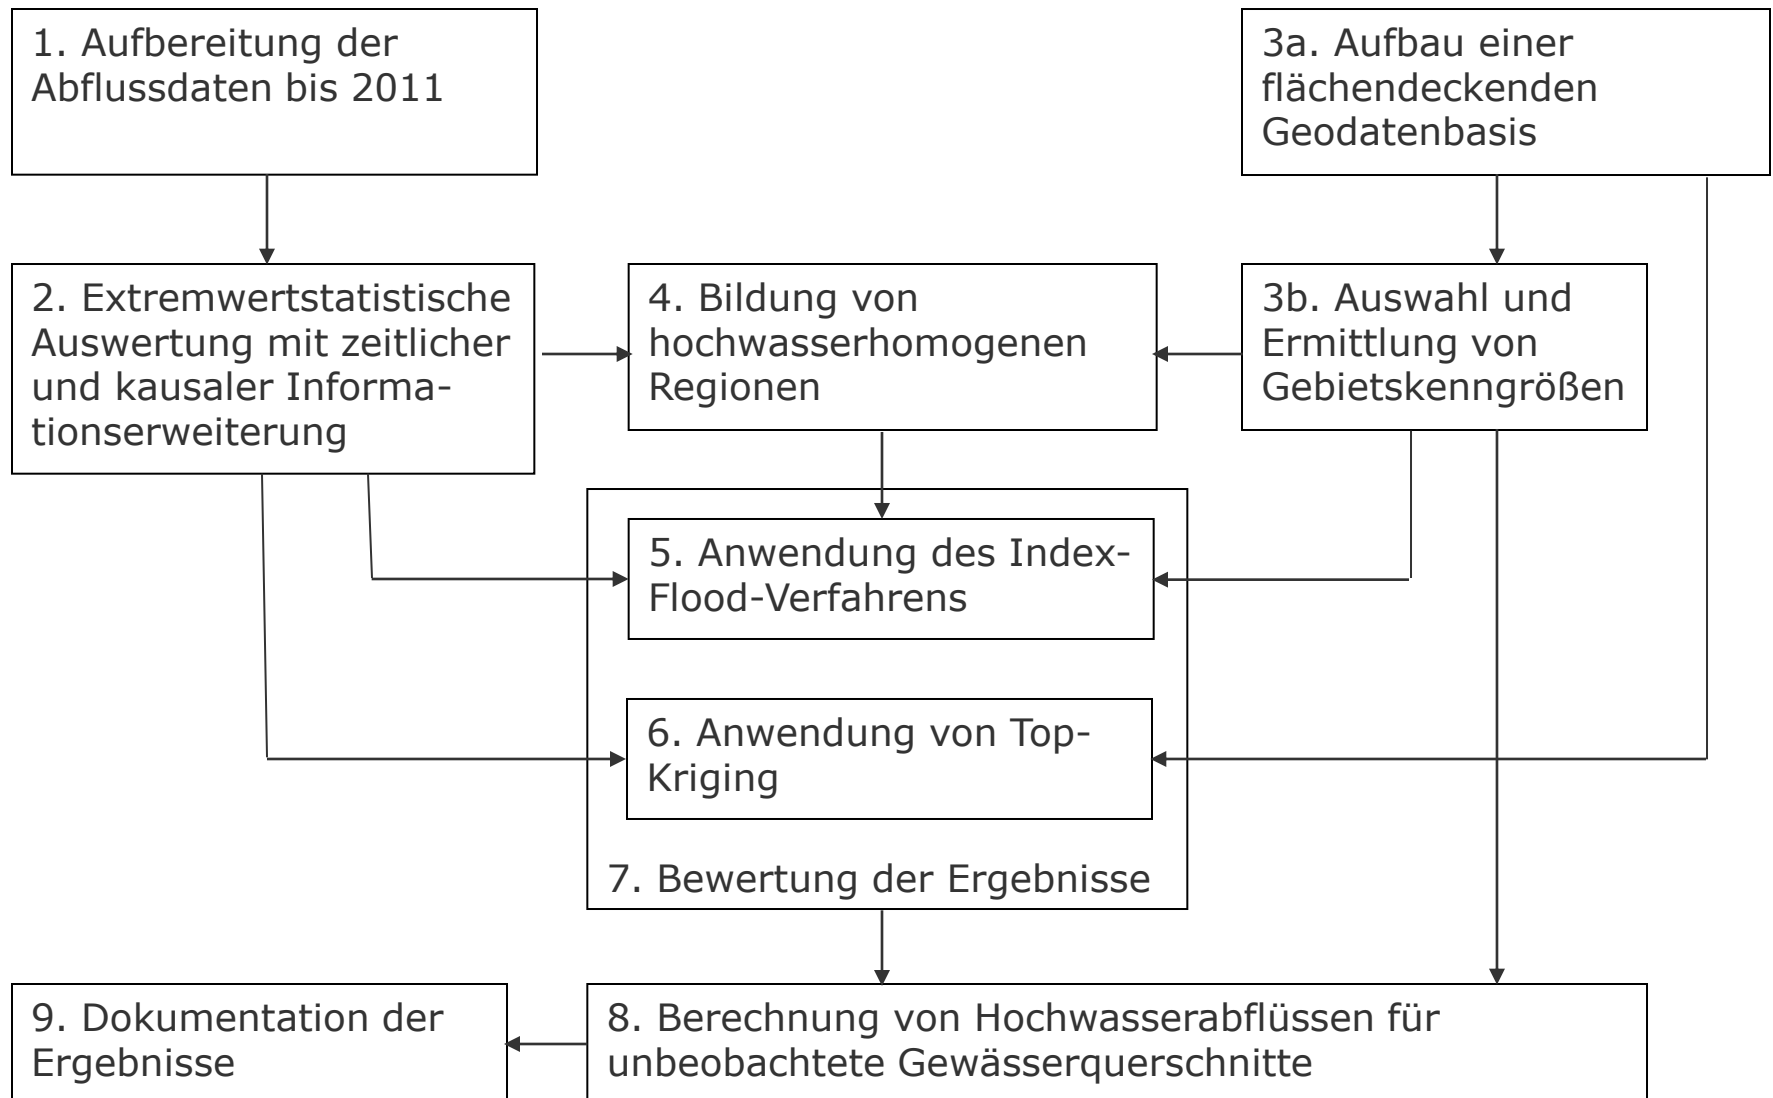 1. Aufbereitung der
Abflussdaten bis 2011
3a. Aufbau einer
flächendeckenden
Geodatenbasis
2. Extremwertstatistische
Auswertung mit zeitlicher
und kausaler Informa-
tionserweiterung
4. Bildung von
hochwasserhomogenen
Regionen
3b. Auswahl und
Ermittlung von
Gebietskenngrößen
5. Anwendung des Index-
Flood-Verfahrens
6. Anwendung von Top-
Kriging
7. Bewertung der Ergebnisse
9. Dokumentation der
Ergebnisse
8. Berechnung von Hochwasserabflüssen für
unbeobachtete Gewässerquerschnitte